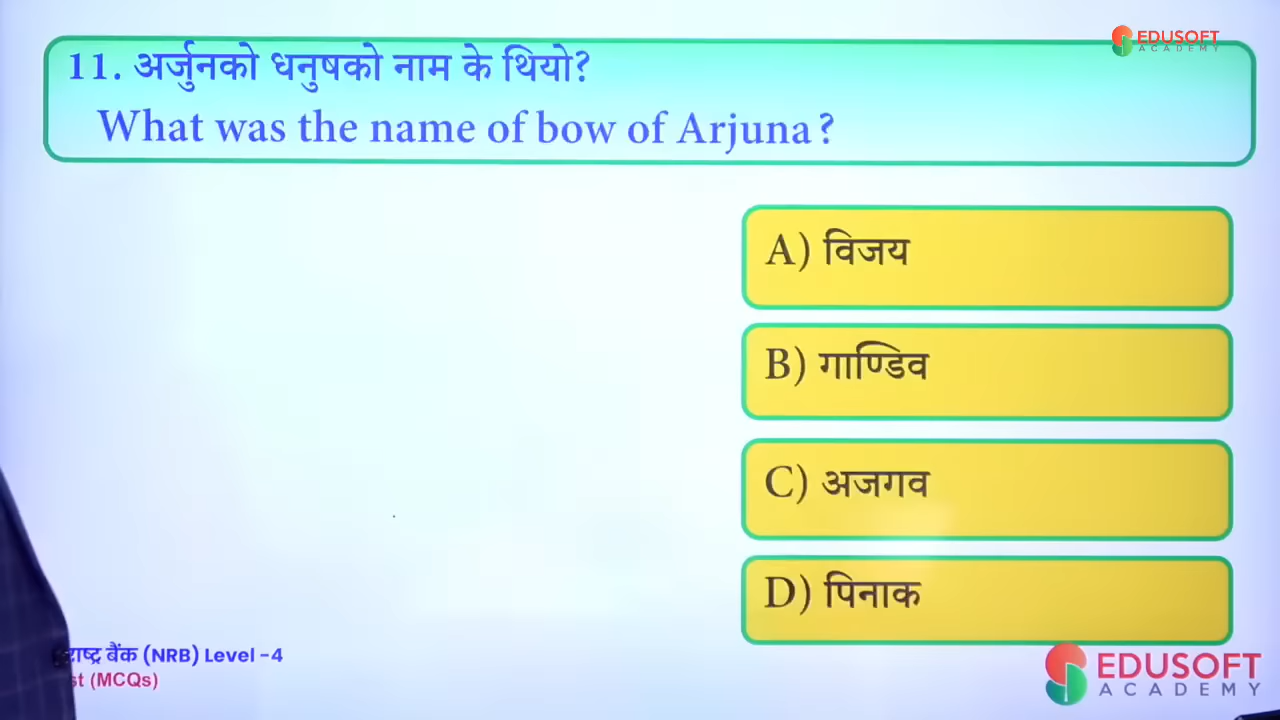 EDUSOFT
ACADEMY
11. अर्जुनको धनुषको नाम के थियो?
What was the name of bow of Arjuna?
A) विजय
B) गाण्डिव
C) अजगव
D) पिनाक
राष्ट्र बैंक (NRB) Level -4
(MCQs)
EDUSOFT
ACADEMY